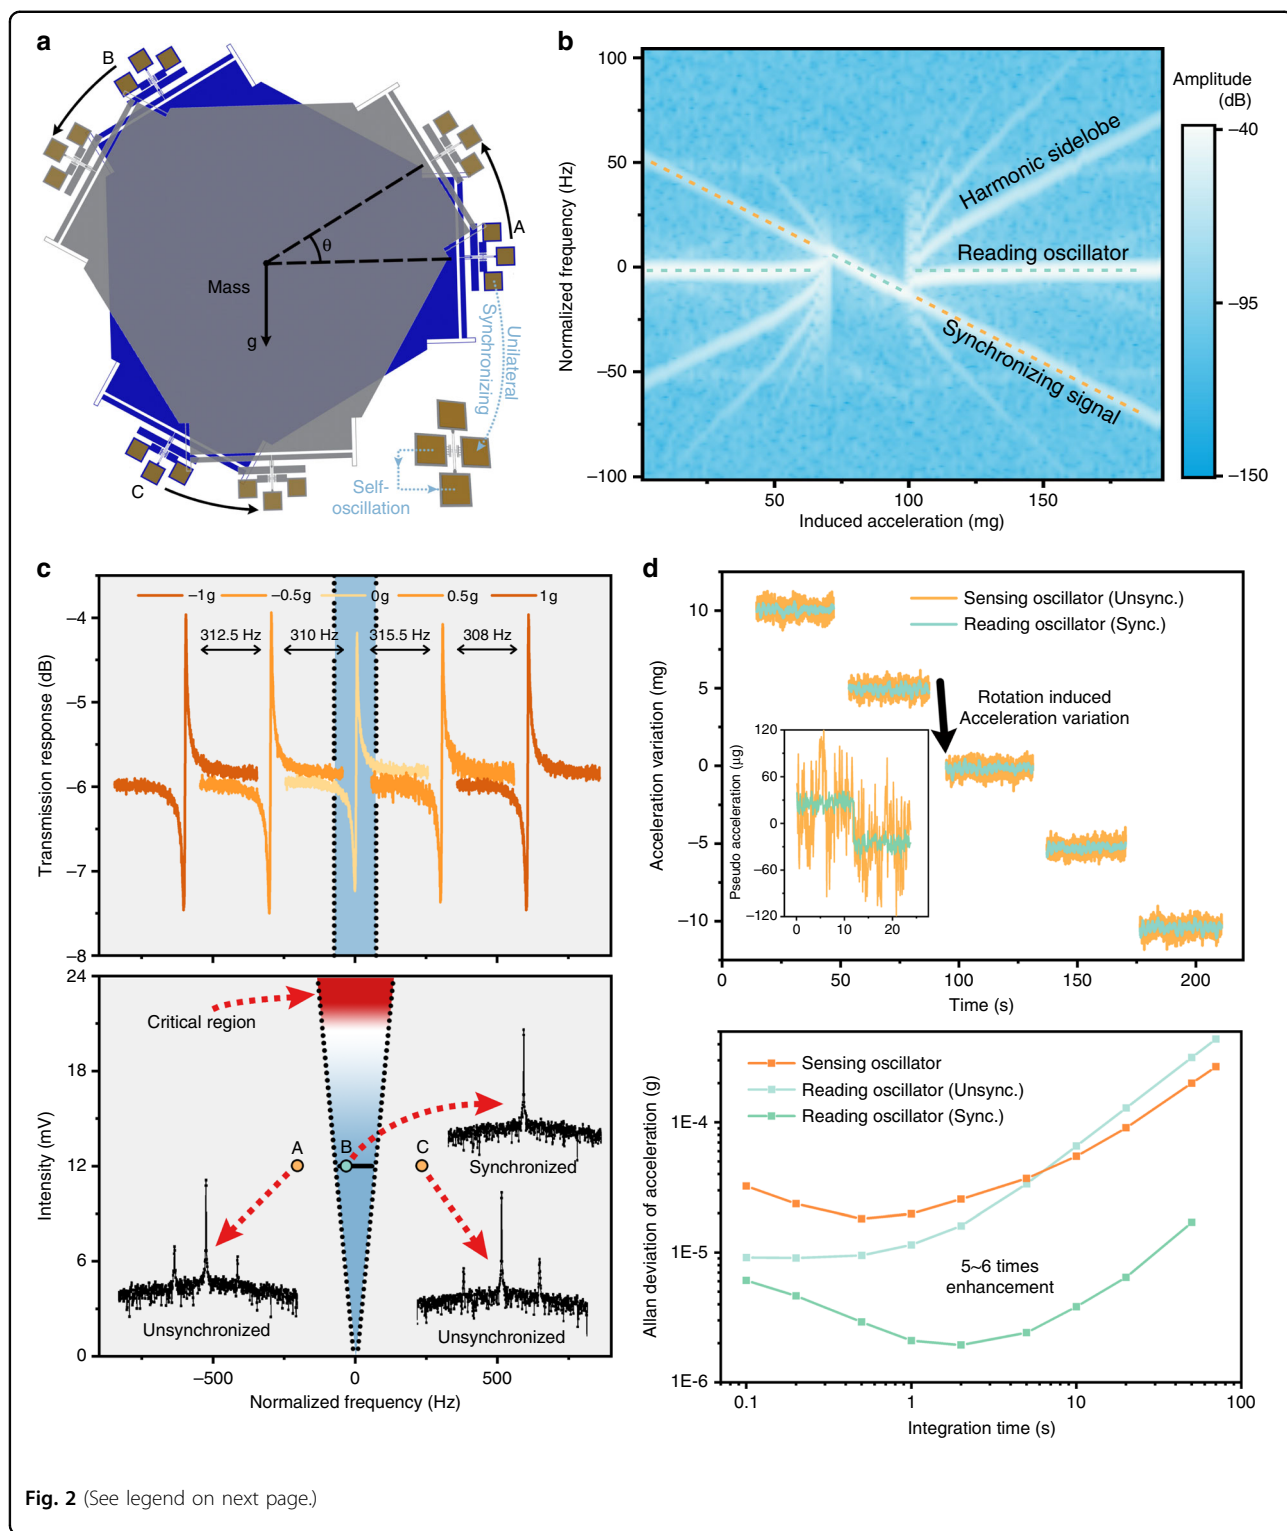 a
B
A
θ
Mass
g
Unilateral
Synchronizing
C
Self-
oscillation
b
Normalized frequency (Hz)
100
50
0
−50
−100
Harmonic sidelobe
Reading oscillator
Synchronizing signal
50
100
150
Induced acceleration (mg)
Amplitude
(dB)
−40
−95
−150
c
Transmission response (dB)
−4
−5
−6
−7
−8
−1g
−0.5g
0g
0.5g
1g
312.5 Hz
310 Hz
315.5 Hz
308 Hz
Intensity (mV)
24
18
12
6
0
Critical region
A
B
C
Synchronized
Unsynchronized
Unsynchronized
−500
0
500
Normalized frequency (Hz)
d
Acceleration variation (mg)
10
5
0
−5
−10
Sensing oscillator (Unsync.)
Reading oscillator (Sync.)
Rotation induced
Acceleration variation
Pseudo acceleration (µg)
120
60
0
−60
−120
0
10
20
0
50
100
150
200
Time (s)
Allan deviation of acceleration (g)
1E-4
1E-5
1E-6
Sensing oscillator
Reading oscillator (Unsync.)
Reading oscillator (Sync.)
5~6 times
enhancement
0.1
1
10
100
Integration time (s)
Fig. 2 (See legend on next page.)